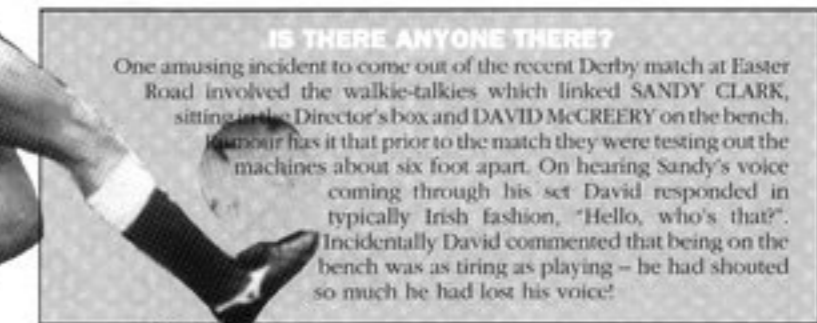 IS THERE ANYONE THERE?
One amusing incident to come out of the recent Derby match at Easter
Road involved the walkie-talkies which linked SANDY CLARK,
sitting in the Director's box and DAVID McCREERY on the bench.
Rumour has it that prior to the match they were testing out the
machines about six foot apart. On hearing Sandy's voice
coming through his set David responded in
typically Irish fashion, "Hello, who's that?".
Incidentally David commented that being on the
bench was as tiring as playing – he had shouted
so much he had lost his voice!